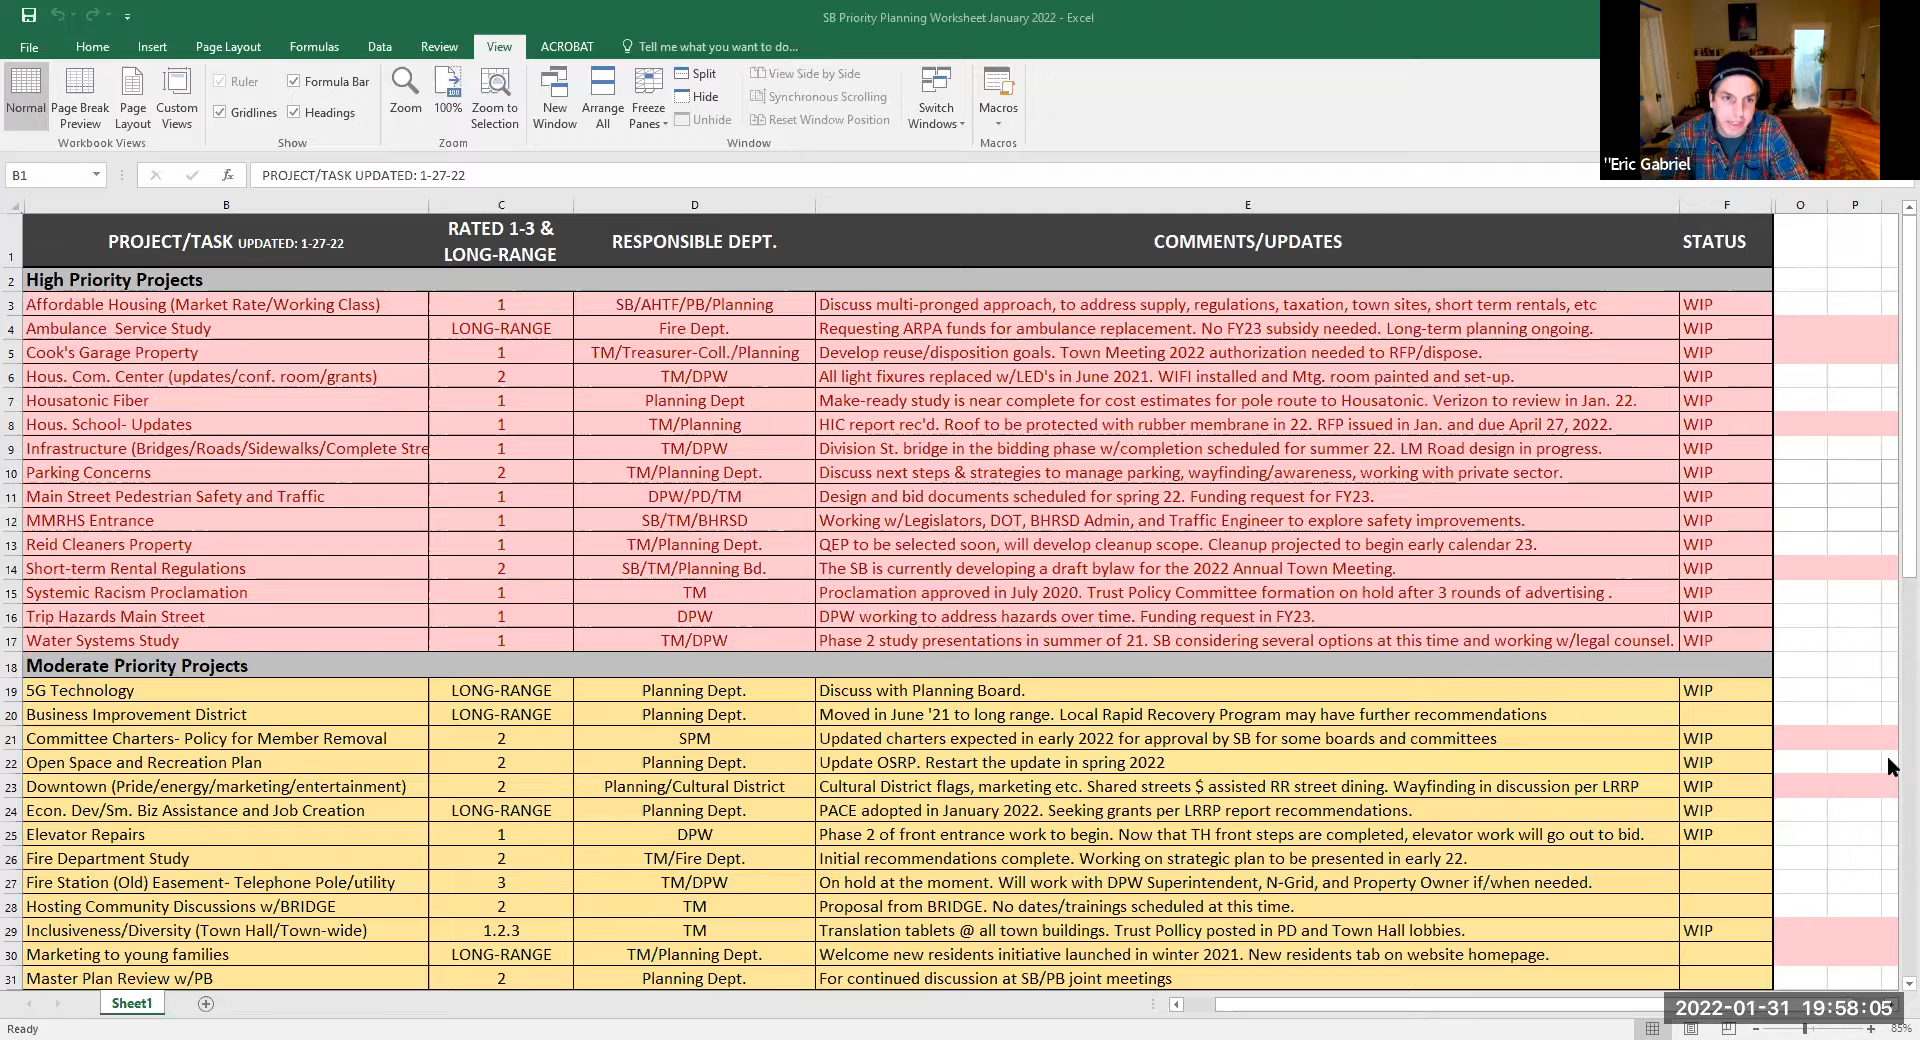 SB Priority Planning Worksheet January 2022 - Excel
File Home Insert Page Layout Formulas Data Review View ACROBAT Tell me what you want to do...
Normal Page Break Preview Page Layout Custom Views
Ruler Formula Bar
Gridlines Headings
Zoom 100% Zoom to Selection
New Window Arrange All Freeze Panes
Split
Hide
Unhide
View Side by Side
Synchronous Scrolling
Reset Window Position
Switch Windows Macros
Workbook Views Show Zoom Window Macros
"Eric Gabriel
B1 fx PROJECT/TASK UPDATED: 1-27-22
B C D E F O P
1 PROJECT/TASK UPDATED: 1-27-22 RATED 1-3 & LONG-RANGE RESPONSIBLE DEPT. COMMENTS/UPDATES STATUS
2 High Priority Projects
3 Affordable Housing (Market Rate/Working Class) 1 SB/AHTF/PB/Planning Discuss multi-pronged approach, to address supply, regulations, taxation, town sites, short term rentals, etc WIP
4 Ambulance Service Study LONG-RANGE Fire Dept. Requesting ARPA funds for ambulance replacement. No FY23 subsidy needed. Long-term planning ongoing. WIP
5 Cook's Garage Property 1 TM/Treasurer-Coll./Planning Develop reuse/disposition goals. Town Meeting 2022 authorization needed to RFP/dispose. WIP
6 Hous. Com. Center (updates/conf. room/grants) 2 TM/DPW All light fixures replaced w/LED's in June 2021. WIFI installed and Mtg. room painted and set-up. WIP
7 Housatonic Fiber 1 Planning Dept Make-ready study is near complete for cost estimates for pole route to Housatonic. Verizon to review in Jan. 22. WIP
8 Hous. School- Updates 1 TM/Planning HIC report rec'd. Roof to be protected with rubber membrane in 22. RFP issued in Jan. and due April 27, 2022. WIP
9 Infrastructure (Bridges/Roads/Sidewalks/Complete Stre 1 TM/DPW Division St. bridge in the bidding phase w/completion scheduled for summer 22. LM Road design in progress. WIP
10 Parking Concerns 2 TM/Planning Dept. Discuss next steps & strategies to manage parking, wayfinding/awareness, working with private sector. WIP
11 Main Street Pedestrian Safety and Traffic 1 DPW/PD/TM Design and bid documents scheduled for spring 22. Funding request for FY23. WIP
12 MMRHS Entrance 1 SB/TM/BHRSD Working w/Legislators, DOT, BHRSD Admin, and Traffic Engineer to explore safety improvements. WIP
13 Reid Cleaners Property 1 TM/Planning Dept. QEP to be selected soon, will develop cleanup scope. Cleanup projected to begin early calendar 23. WIP
14 Short-term Rental Regulations 2 SB/TM/Planning Bd. The SB is currently developing a draft bylaw for the 2022 Annual Town Meeting. WIP
15 Systemic Racism Proclamation 1 TM Proclamation approved in July 2020. Trust Policy Committee formation on hold after 3 rounds of advertising . WIP
16 Trip Hazards Main Street 1 DPW DPW working to address hazards over time. Funding request in FY23. WIP
17 Water Systems Study 1 TM/DPW Phase 2 study presentations in summer of 21. SB considering several options at this time and working w/legal counsel. WIP
18 Moderate Priority Projects
19 5G Technology LONG-RANGE Planning Dept. Discuss with Planning Board. WIP
20 Business Improvement District LONG-RANGE Planning Dept. Moved in June '21 to long range. Local Rapid Recovery Program may have further recommendations
21 Committee Charters- Policy for Member Removal 2 SPM Updated charters expected in early 2022 for approval by SB for some boards and committees WIP
22 Open Space and Recreation Plan 2 Planning Dept. Update OSRP. Restart the update in spring 2022 WIP
23 Downtown (Pride/energy/marketing/entertainment) 2 Planning/Cultural District Cultural District flags, marketing etc. Shared streets $ assisted RR street dining. Wayfinding in discussion per LRRP WIP
24 Econ. Dev/Sm. Biz Assistance and Job Creation LONG-RANGE Planning Dept. PACE adopted in January 2022. Seeking grants per LRRP report recommendations. WIP
25 Elevator Repairs 1 DPW Phase 2 of front entrance work to begin. Now that TH front steps are completed, elevator work will go out to bid. WIP
26 Fire Department Study 2 TM/Fire Dept. Initial recommendations complete. Working on strategic plan to be presented in early 22.
27 Fire Station (Old) Easement- Telephone Pole/utility 3 TM/DPW On hold at the moment. Will work with DPW Superintendent, N-Grid, and Property Owner if/when needed.
28 Hosting Community Discussions w/BRIDGE 2 TM Proposal from BRIDGE. No dates/trainings scheduled at this time.
29 Inclusiveness/Diversity (Town Hall/Town-wide) 1.2.3 TM Translation tablets @ all town buildings. Trust Pollicy posted in PD and Town Hall lobbies. WIP
30 Marketing to young families LONG-RANGE TM/Planning Dept. Welcome new residents initiative launched in winter 2021. New residents tab on website homepage.
31 Master Plan Review w/PB 2 Planning Dept. For continued discussion at SB/PB joint meetings
Sheet1
2022-01-31 19:58:05
Ready 85%